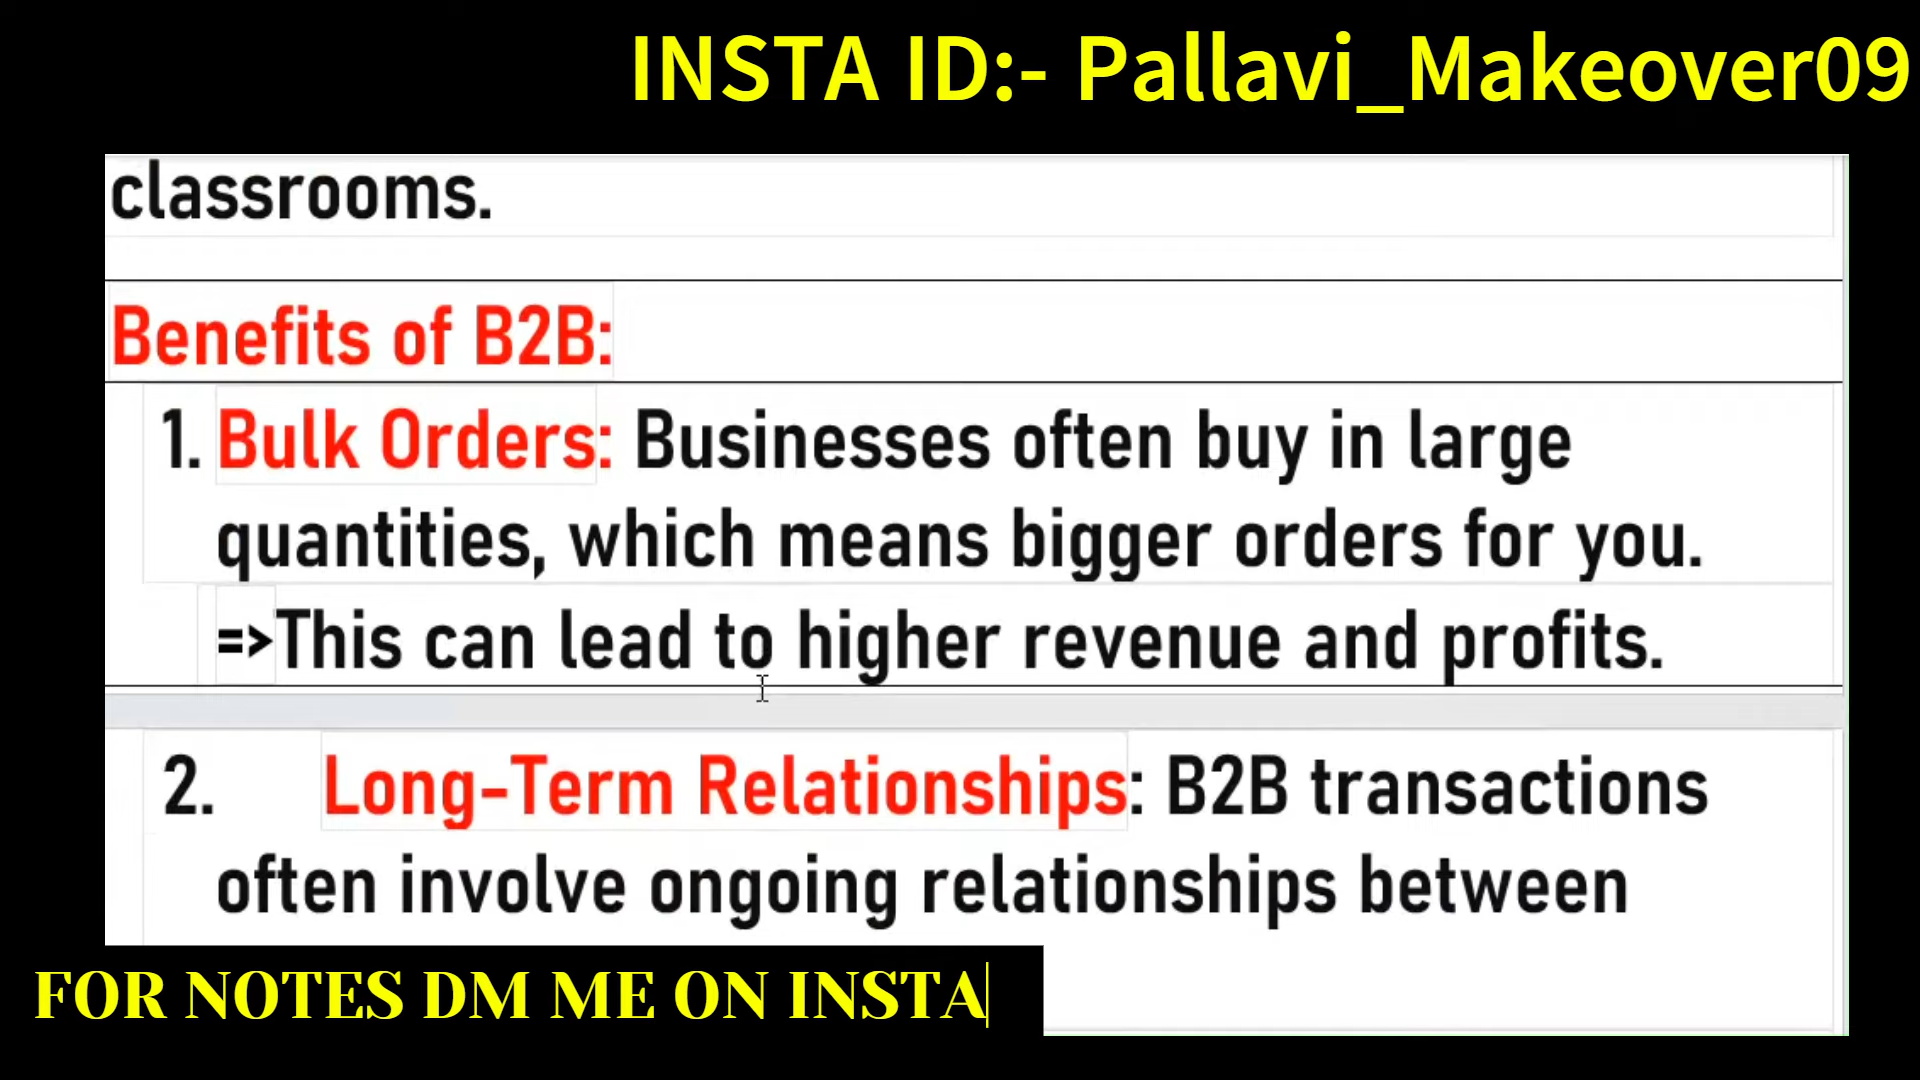 INSTA ID:- Pallavi_Makeover09
classrooms.
Benefits of B2B:
1. Bulk Orders: Businesses often buy in large
quantities, which means bigger orders for you.
=>This can lead to higher revenue and profits.
2. Long-Term Relationships: B2B transactions
often involve ongoing relationships between
FOR NOTES DM ME ON INSTA